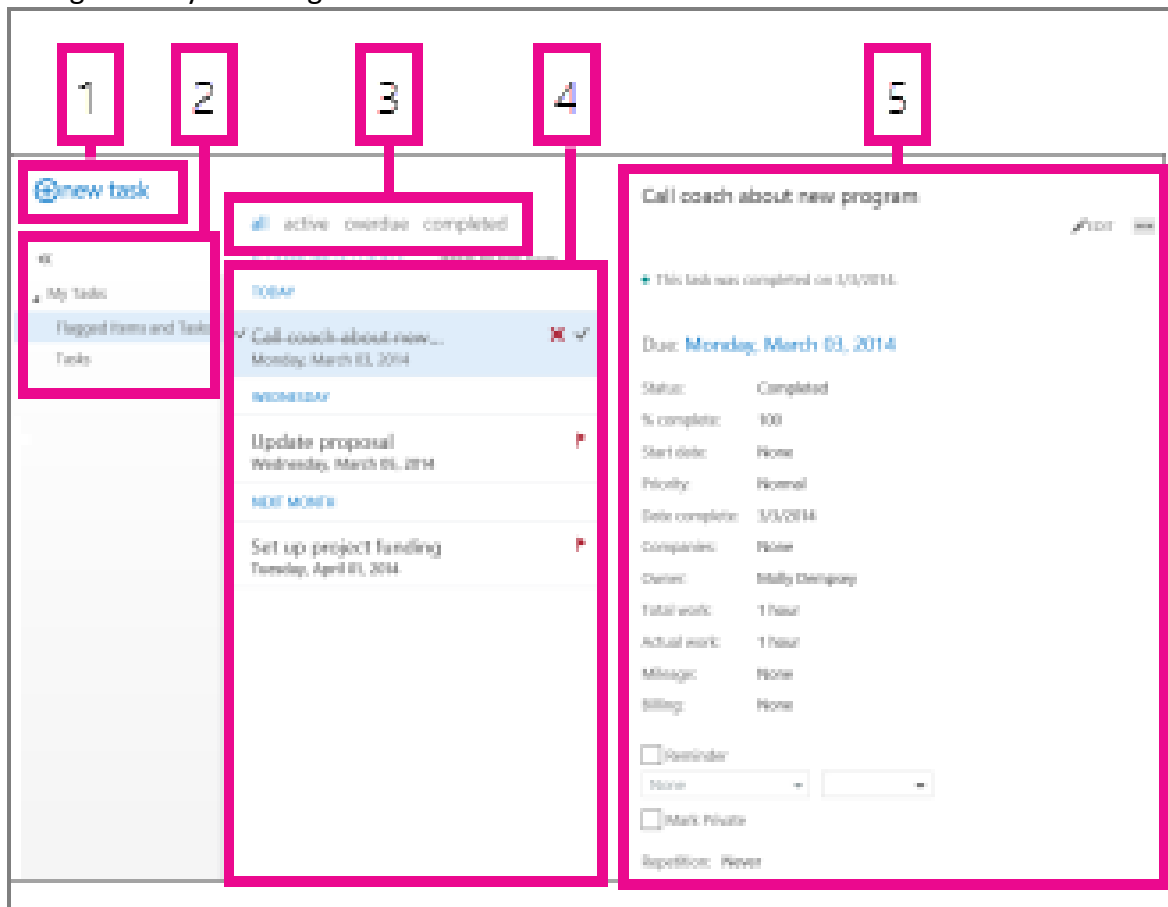 1 2 3 4 5
new task
all active overdue completed
«
My Tasks
Flagged Items and Tasks
Tasks
TODAY
Call coach about new...
Monday, March 03, 2014
WEDNESDAY
Update proposal
Wednesday, March 05, 2014
NEXT MONTH
Set up project funding
Tuesday, April 01, 2014
Call coach about new program
EDIT
This task was completed on 3/3/2014.
Due: Monday, March 03, 2014
Status: Completed
% complete: 100
Start date: None
Priority: Normal
Date complete: 3/3/2014
Companies: None
Owner: Molly Dempsey
Total work: 1 hour
Actual work: 1 hour
Mileage: None
Billing: None
Reminder
None
Mark Private
Repetition: Never